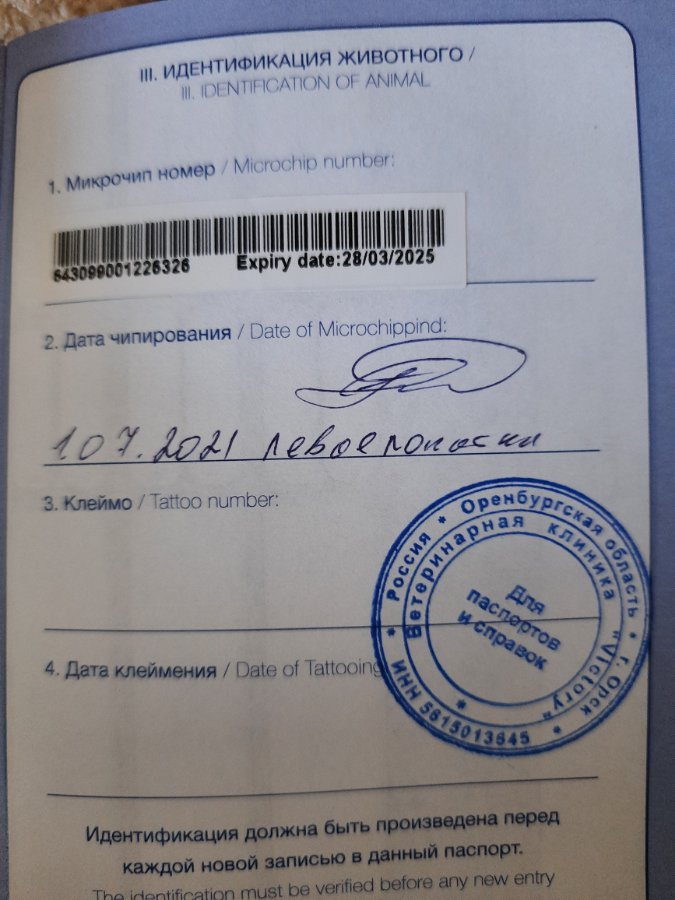 III. ИДЕНТИФИКАЦИЯ ЖИВОТНОГО /
III. IDENTIFICATION OF ANIMAL
1. Микрочип номер / Microchip number:
643099001226326 Expiry date:28/03/2025
2. Дата чипирования / Date of Microchippind:
1 07.2021
3. Клеймо / Tattoo number:
* Россия * Оренбургская область * г. Орск * ИНН 5615013645
Ветеринарная клиника "Victory" *
Для
паспортов
и справок
4. Дата клеймения / Date of Tattooing
Идентификация должна быть произведена перед
каждой новой записью в данный паспорт.
The identification must be verified before any new entry